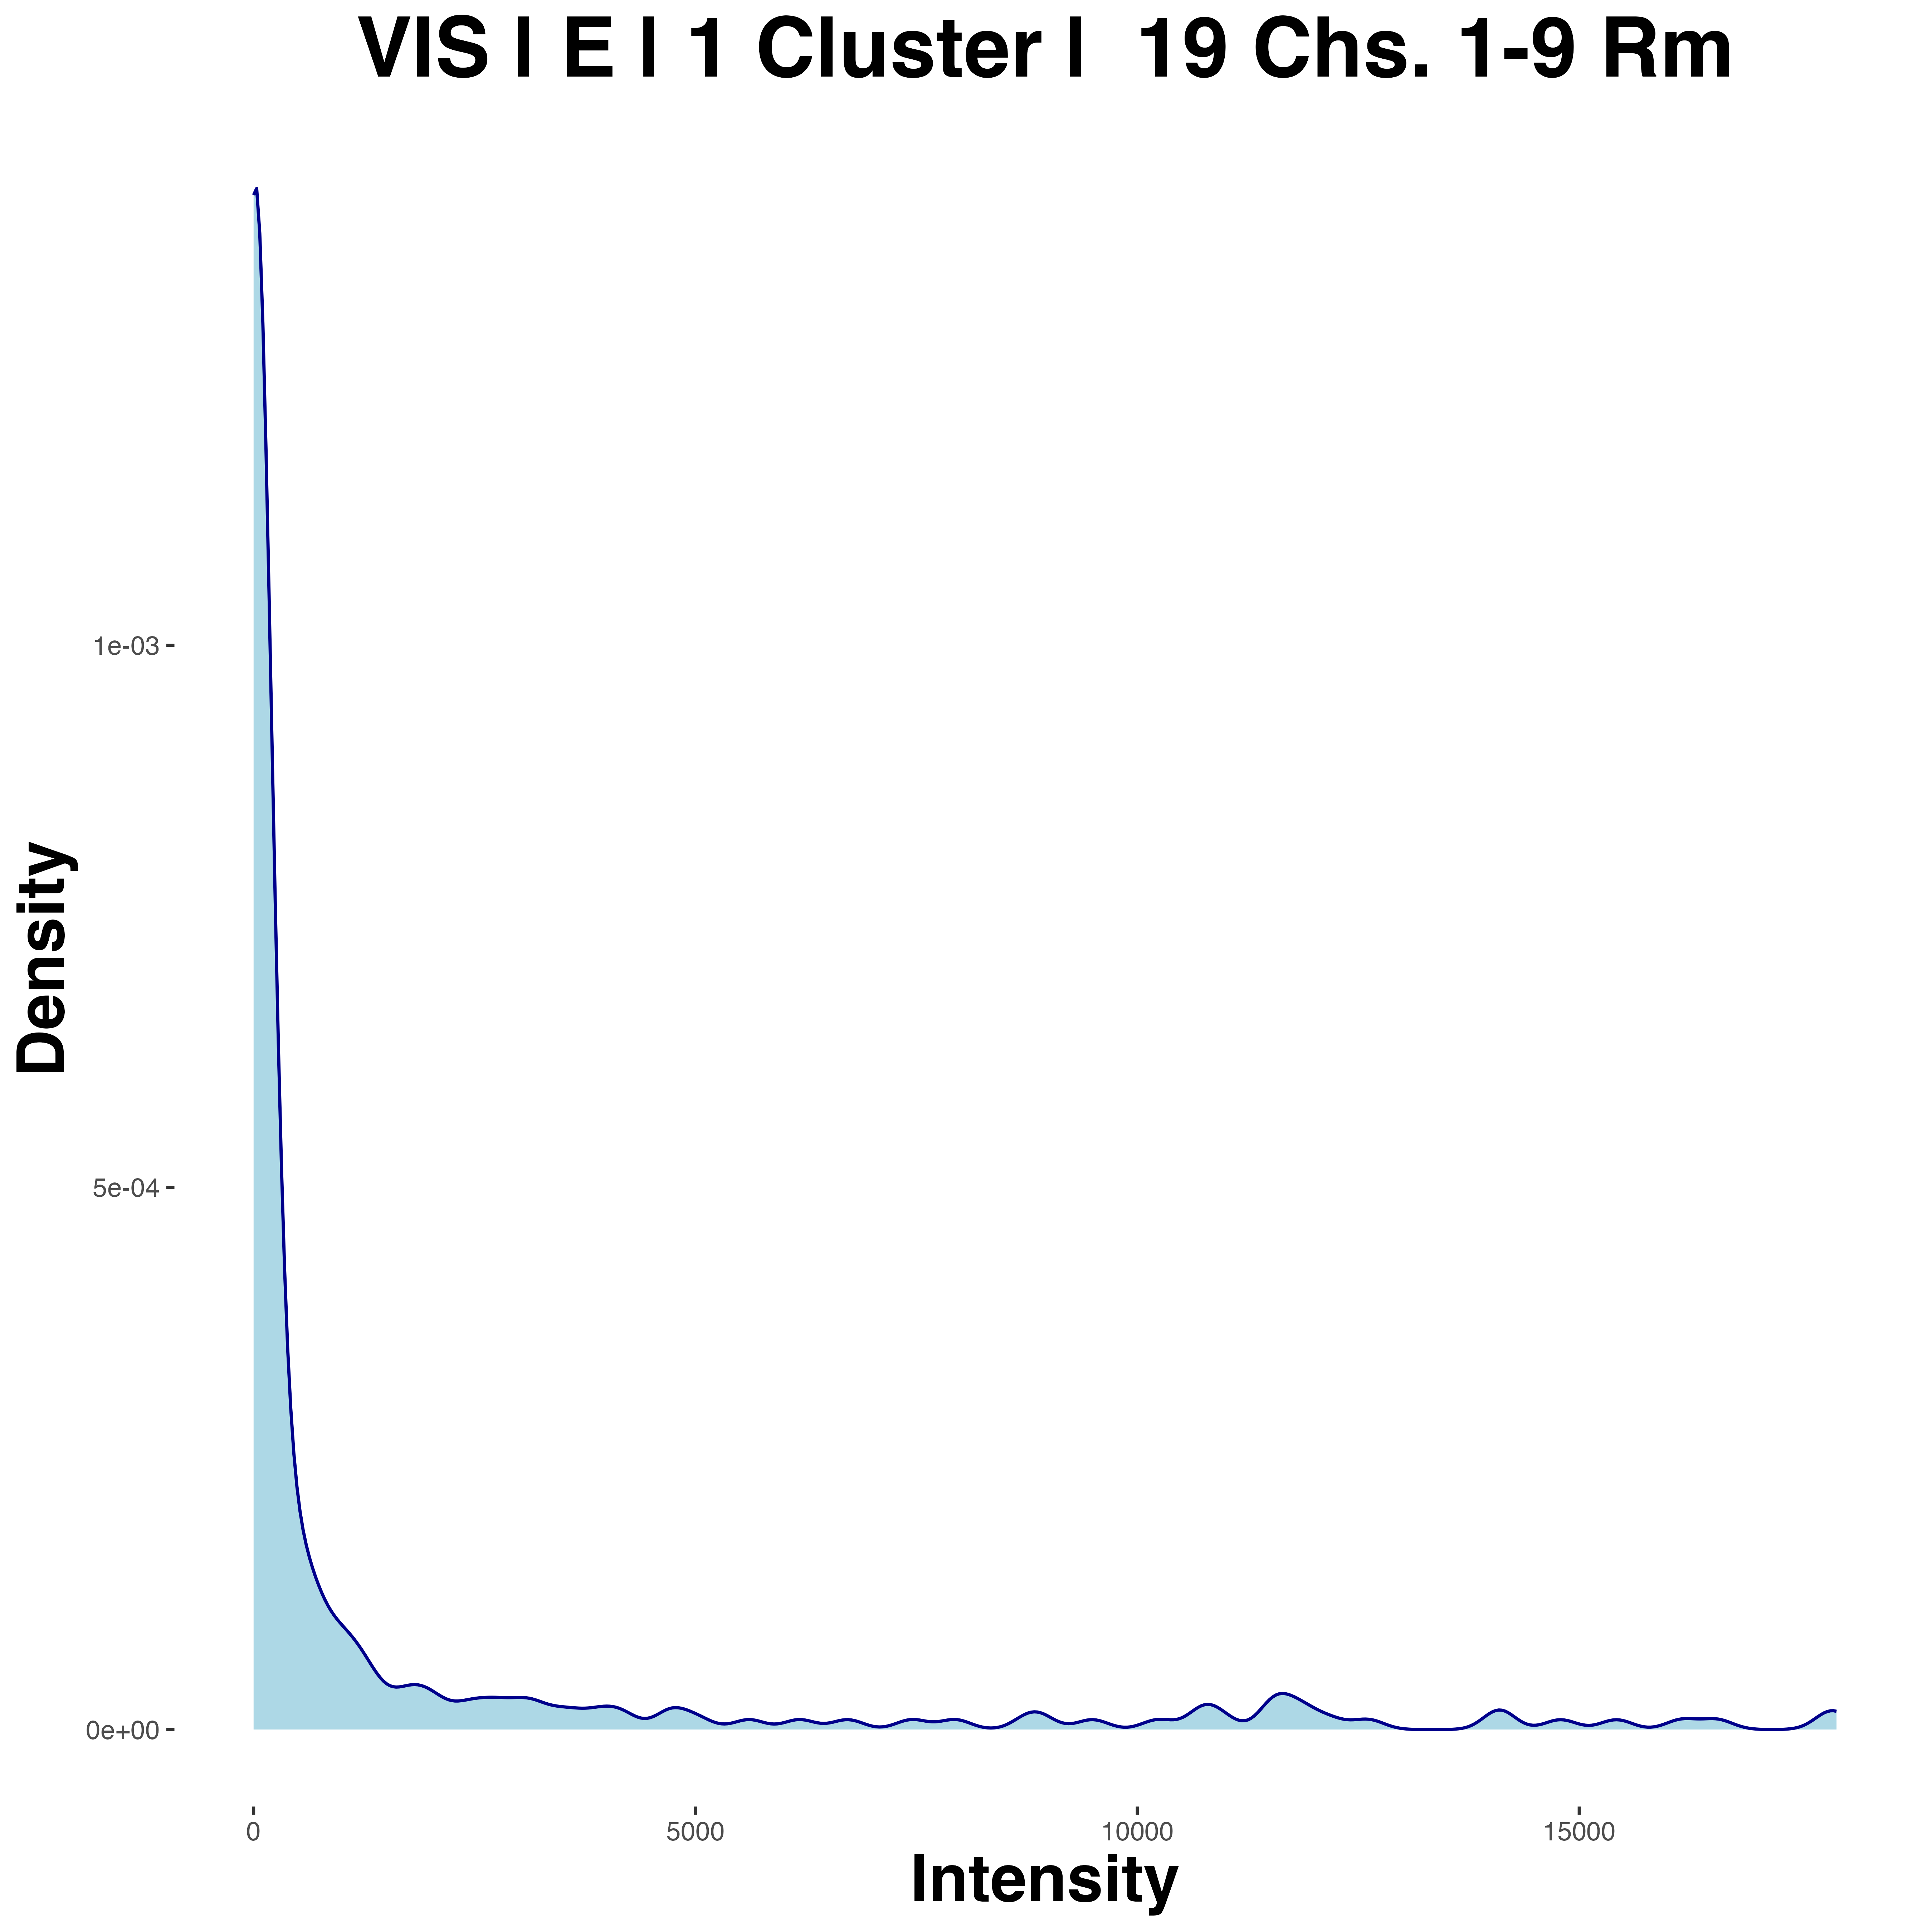 VIS | E | 1 Cluster |  19 Chs. 1-9 Rm
Density
1e-03
5e-04
0e+00
0 5000 10000 15000
Intensity